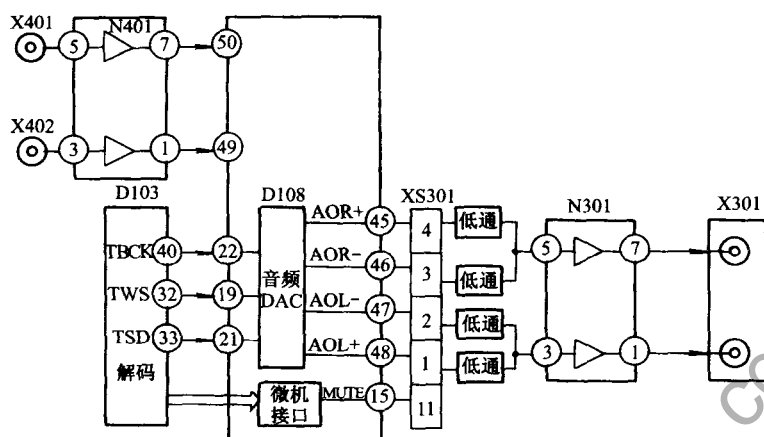 X401
N401
5
7
50
X402
3
1
49
D103
D108
XS301
N301
X301
AOR+
45
4
低通
TBCK
40
22
AOR-
46
3
低通
5
7
音频
DAC
TWS
32
19
AOL-
47
2
低通
TSD
33
21
AOL+
48
1
低通
3
1
解码
微机
接口
MUTE
15
11